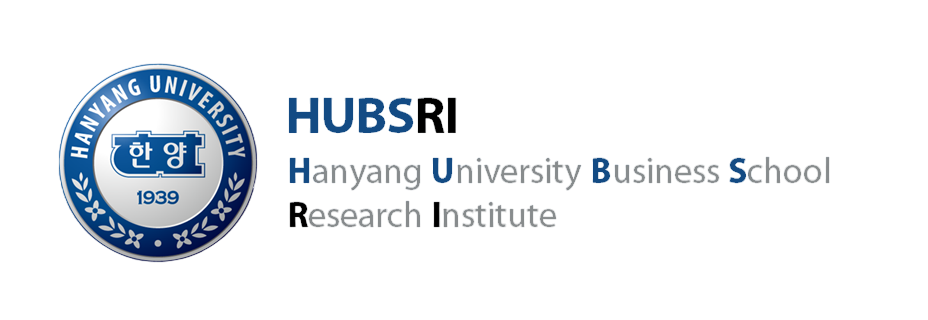 HANYANG UNIVERSITY
한양
1939
HUBSRI
Hanyang University Business School
Research Institute